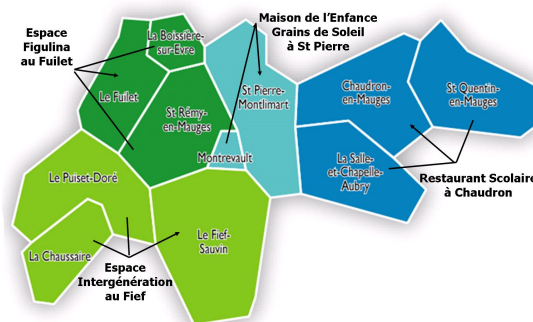 Espace
Figulina
au Fuilet
La Boissière-
sur-Evre
Maison de l'Enfance
Grains de Soleil
à St Pierre
Le Fuilet
St Rémy-
en-Mauges
St Pierre-
Montlimart
Chaudron-
en-Mauges
St Quentin-
en-Mauges
Montrevault
La Salle-
et-Chapelle-
Aubry
Le Puiset-Doré
Restaurant Scolaire
à Chaudron
La Chaussaire
Le Fief-
Sauvin
Espace
Intergénération
au Fief